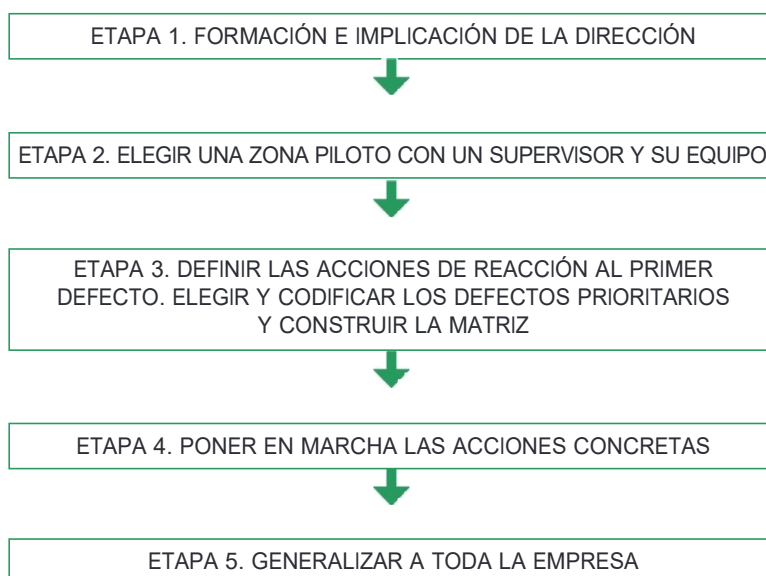 ETAPA 1. FORMACIÓN E IMPLICACIÓN DE LA DIRECCIÓN
ETAPA 2. ELEGIR UNA ZONA PILOTO CON UN SUPERVISOR Y SU EQUIPO
ETAPA 3. DEFINIR LAS ACCIONES DE REACCIÓN AL PRIMER
DEFECTO. ELEGIR Y CODIFICAR LOS DEFECTOS PRIORITARIOS
Y CONSTRUIR LA MATRIZ
ETAPA 4. PONER EN MARCHA LAS ACCIONES CONCRETAS
ETAPA 5. GENERALIZAR A TODA LA EMPRESA